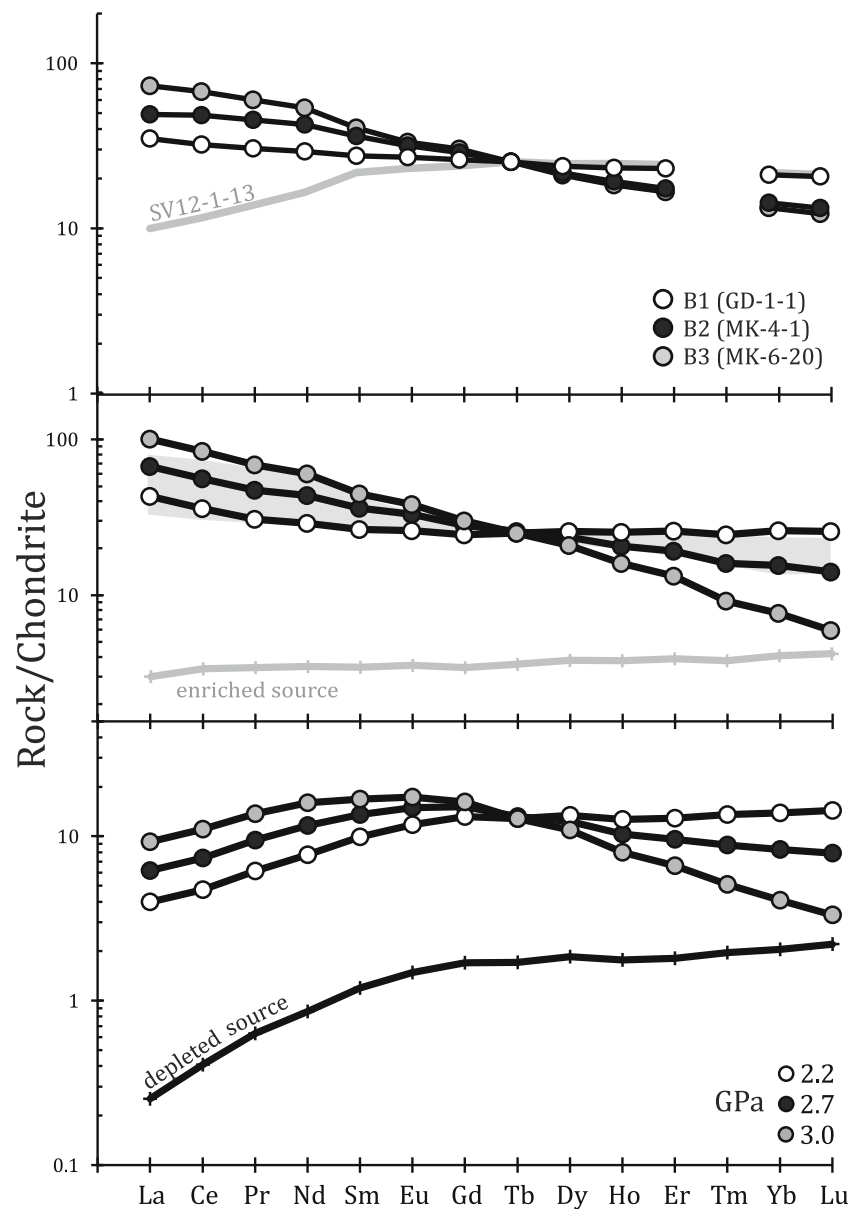 100
10
1
SV12-1-13
B1 (GD-1-1)
B2 (MK-4-1)
B3 (MK-6-20)
Rock/Chondrite
100
10
enriched source
10
1
0.1
depleted source
GPa
2.2
2.7
3.0
La Ce Pr Nd Sm Eu Gd Tb Dy Ho Er Tm Yb Lu